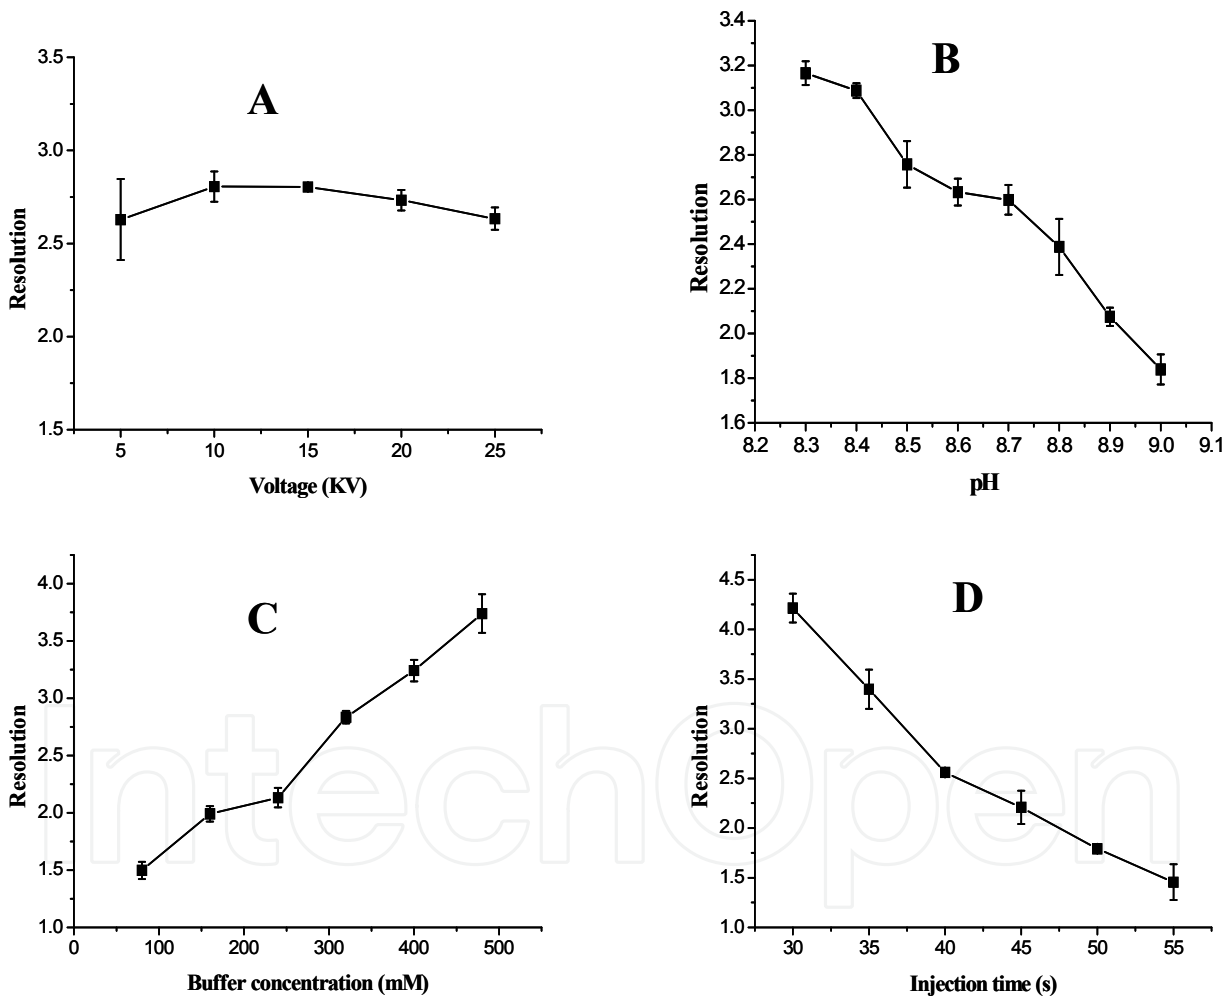 A
3.5
3.0
2.5
2.0
1.5
Resolution
5 10 15 20 25
Voltage (KV)
B
3.4
3.2
3.0
2.8
2.6
2.4
2.2
2.0
1.8
1.6
Resolution
8.2 8.3 8.4 8.5 8.6 8.7 8.8 8.9 9.0 9.1
pH
C
4.0
3.5
3.0
2.5
2.0
1.5
1.0
Resolution
0 100 200 300 400 500
Buffer concentration (mM)
D
4.5
4.0
3.5
3.0
2.5
2.0
1.5
1.0
Resolution
30 35 40 45 50 55
Injection time (s)
ntechOpen